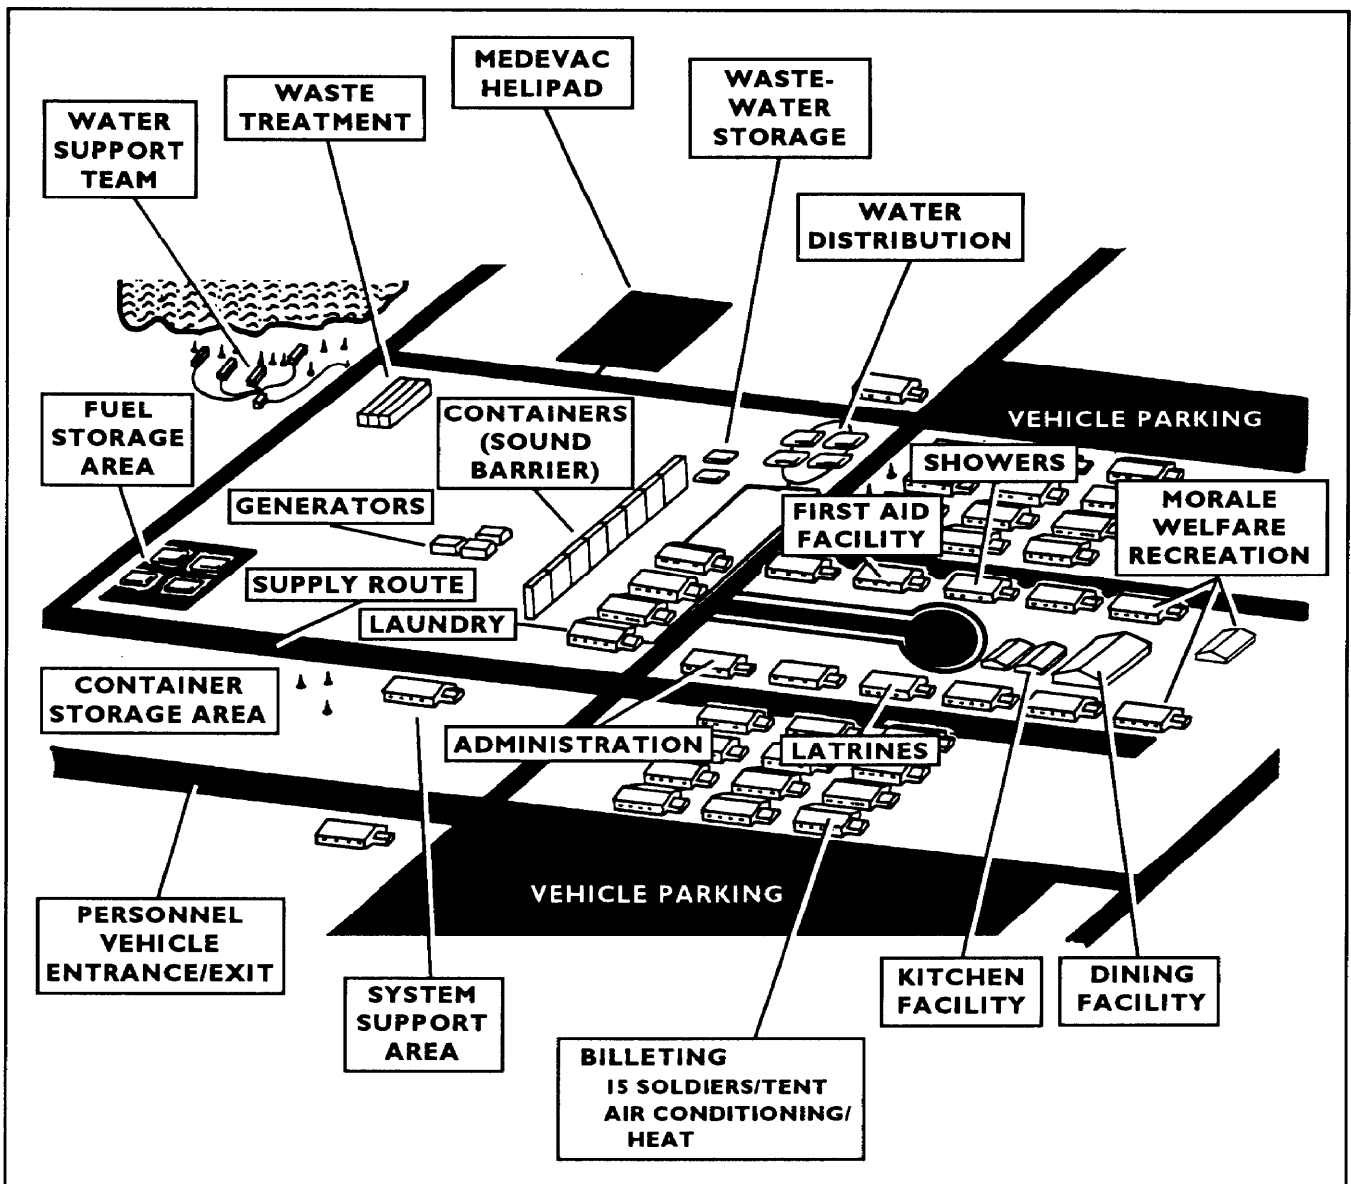 MEDEVAC
HELIPAD
WASTE-
WATER
STORAGE
WASTE
TREATMENT
WATER
SUPPORT
TEAM
WATER
DISTRIBUTION
FUEL
STORAGE
AREA
CONTAINERS
(SOUND
BARRIER)
VEHICLE PARKING
SHOWERS
GENERATORS
FIRST AID
FACILITY
MORALE
WELFARE
RECREATION
SUPPLY ROUTE
LAUNDRY
CONTAINER
STORAGE AREA
ADMINISTRATION
LATRINES
VEHICLE PARKING
PERSONNEL
VEHICLE
ENTRANCE/EXIT
SYSTEM
SUPPORT
AREA
KITCHEN
FACILITY
DINING
FACILITY
BILLETING
15 SOLDIERS/TENT
AIR CONDITIONING/
HEAT